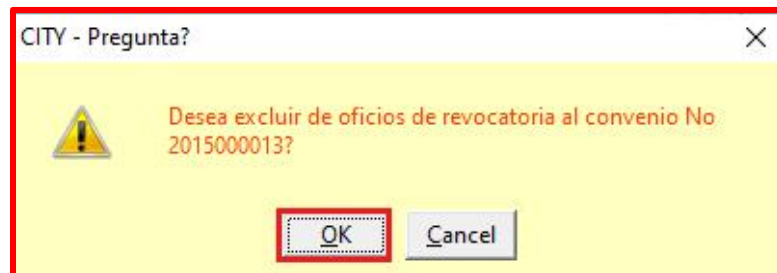 CITY - Pregunta?
Desea excluir de oficios de revocatoria al convenio No
2015000013?
OK Cancel